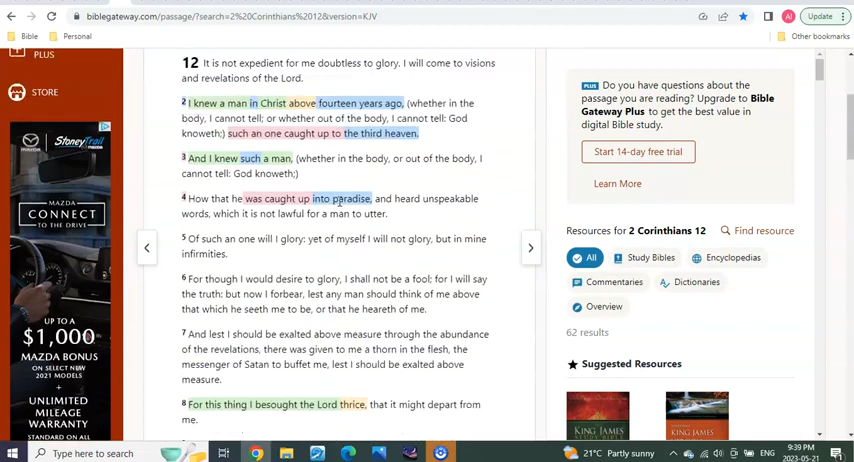 biblegateway.com/passage/?search=2%20Corinthians%2012&version=KJV
AI
Update
Bible
Personal
Other bookmarks
PLUS
STORE
mazda
StoneyTrail
MAZDA
CONNECT
TO THE DRIVE
UP TO A
$1,000
MAZDA BONUS
ON SELECT NEW
2021 MODELS
+
UNLIMITED
MILEAGE
WARRANTY
STANDARD ON ALL
12 It is not expedient for me doubtless to glory. I will come to visions
and revelations of the Lord.
2 I knew a man in Christ above fourteen years ago, (whether in the
body, I cannot tell; or whether out of the body, I cannot tell: God
knoweth;) such an one caught up to the third heaven.
3 And I knew such a man, (whether in the body, or out of the body, I
cannot tell: God knoweth;)
4 How that he was caught up into paradise, and heard unspeakable
words, which it is not lawful for a man to utter.
5 Of such an one will I glory: yet of myself I will not glory, but in mine
infirmities.
6 For though I would desire to glory, I shall not be a fool; for I will say
the truth: but now I forbear, lest any man should think of me above
that which he seeth me to be, or that he heareth of me.
7 And lest I should be exalted above measure through the abundance
of the revelations, there was given to me a thorn in the flesh, the
messenger of Satan to buffet me, lest I should be exalted above
measure.
8 For this thing I besought the Lord thrice, that it might depart from
me.
PLUS Do you have questions about the
passage you are reading? Upgrade to Bible
Gateway Plus to get the best value in
digital Bible study.
Start 14-day free trial
Learn More
Resources for 2 Corinthians 12
Find resource
All
Study Bibles
Encyclopedias
Commentaries
Dictionaries
Overview
62 results
Suggested Resources
KING JAMES
KING JAMES
Type here to search
21°C Partly sunny
ENG
9:39 PM
2023-05-21